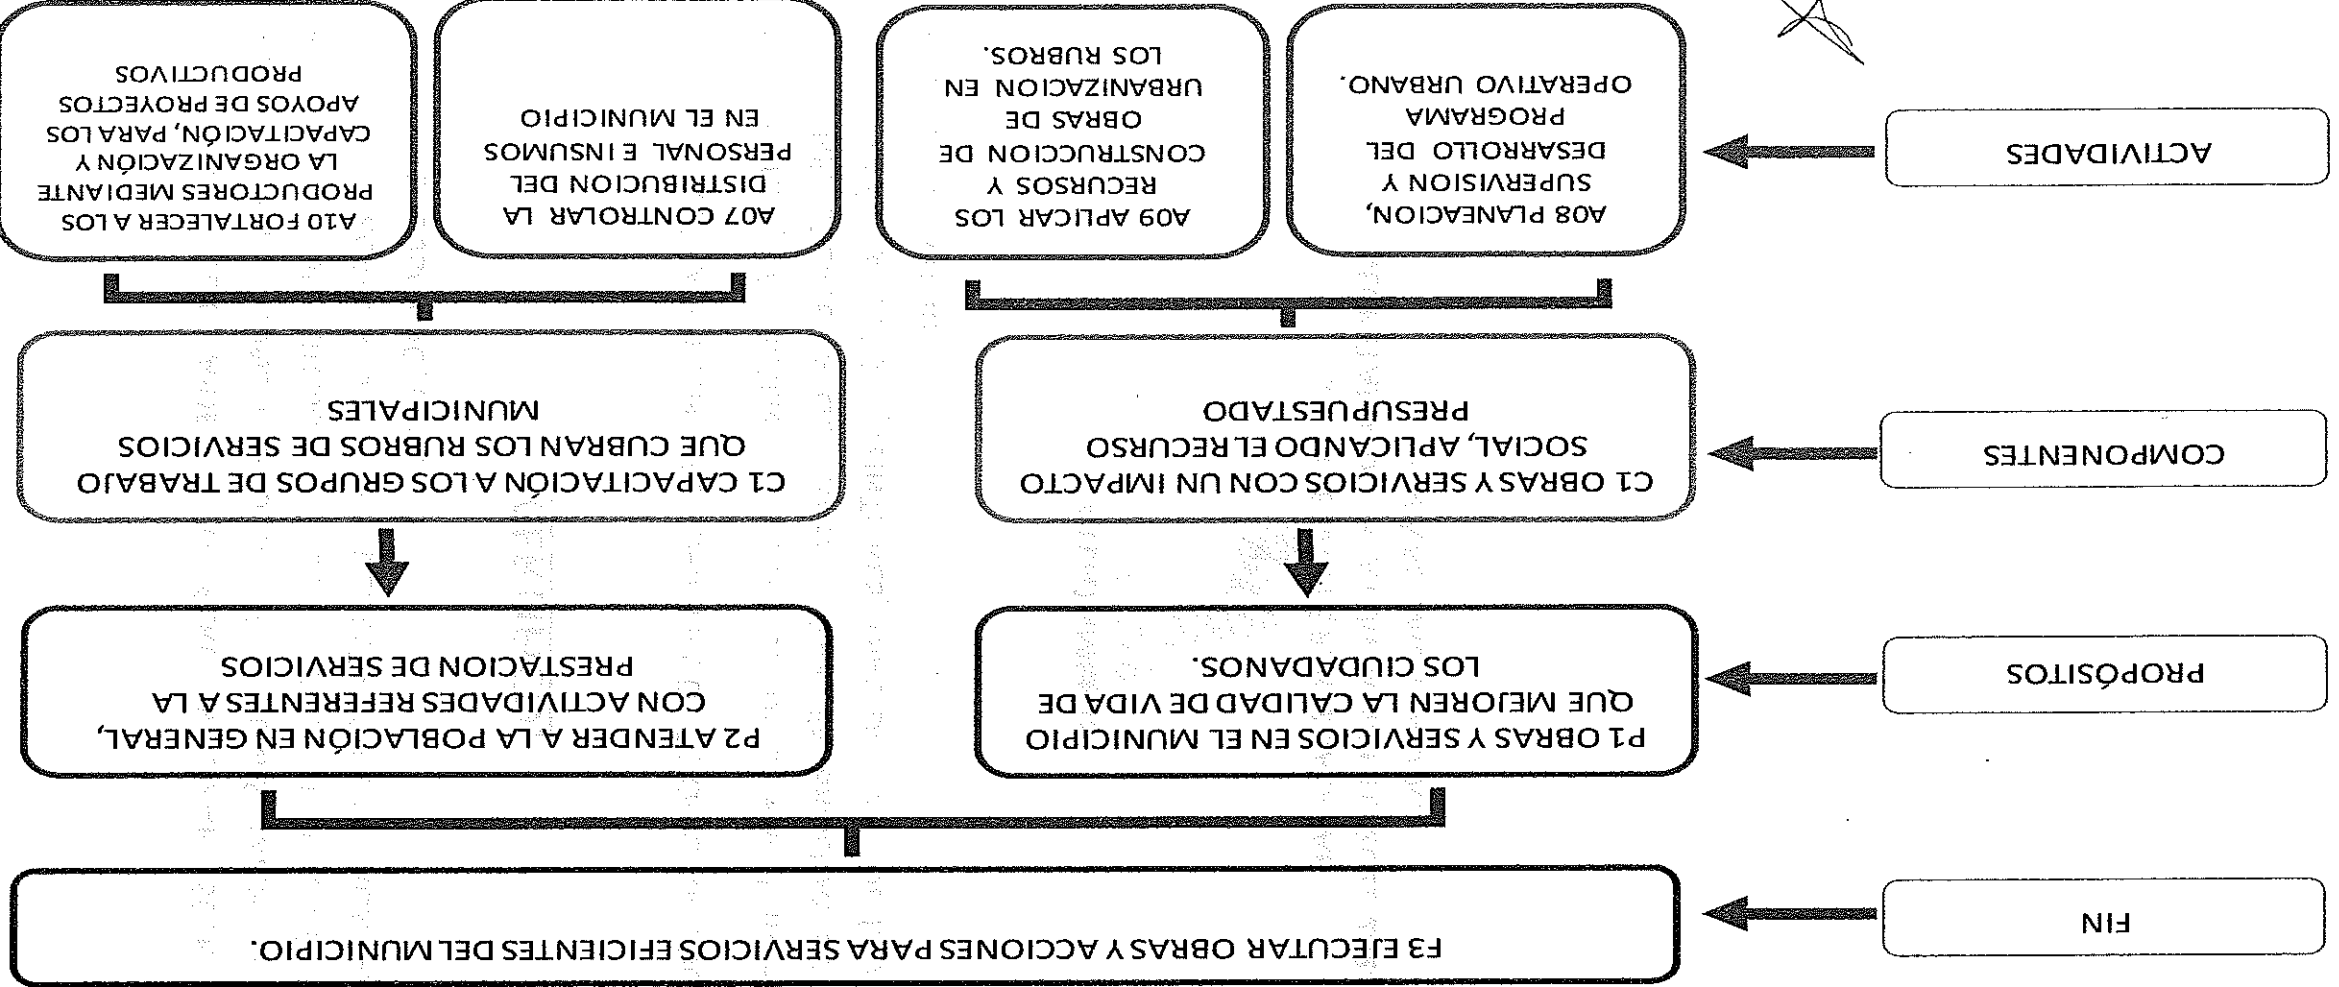 FIN
F3 EJECUTAR OBRAS Y ACCIONES PARA SERVICIOS EFICIENTES DEL MUNICIPIO.
PROPÓSITOS
P1 OBRAS Y SERVICIOS EN EL MUNICIPIO
QUE MEJOREN LA CALIDAD DE VIDA DE
LOS CIUDADANOS.
P2 ATENDER A LA POBLACIÓN EN GENERAL,
CON ACTIVIDADES REFERENTES A LA
PRESTACION DE SERVICIOS
COMPONENTES
C1 OBRAS Y SERVICIOS CON UN IMPACTO
SOCIAL, APLICANDO EL RECURSO
PRESUPUESTADO
C1 CAPACITACIÓN A LOS GRUPOS DE TRABAJO
QUE CUBRAN LOS RUBROS DE SERVICIOS
MUNICIPALES
ACTIVIDADES
A08 PLANEACION,
SUPERVISION Y
DESARROLLO DEL
PROGRAMA
OPERATIVO URBANO.
A09 APLICAR LOS
RECURSOS Y
CONSTRUCCION DE
OBRAS DE
URBANIZACION EN
LOS RUBROS.
A07 CONTROLAR LA
DISTRIBUCION DEL
PERSONAL E INSUMOS
EN EL MUNICIPIO
A10 FORTALECER A LOS
PRODUCTORES MEDIANTE
LA ORGANIZACIÓN Y
CAPACITACIÓN, PARA LOS
APOYOS DE PROYECTOS
PRODUCTIVOS